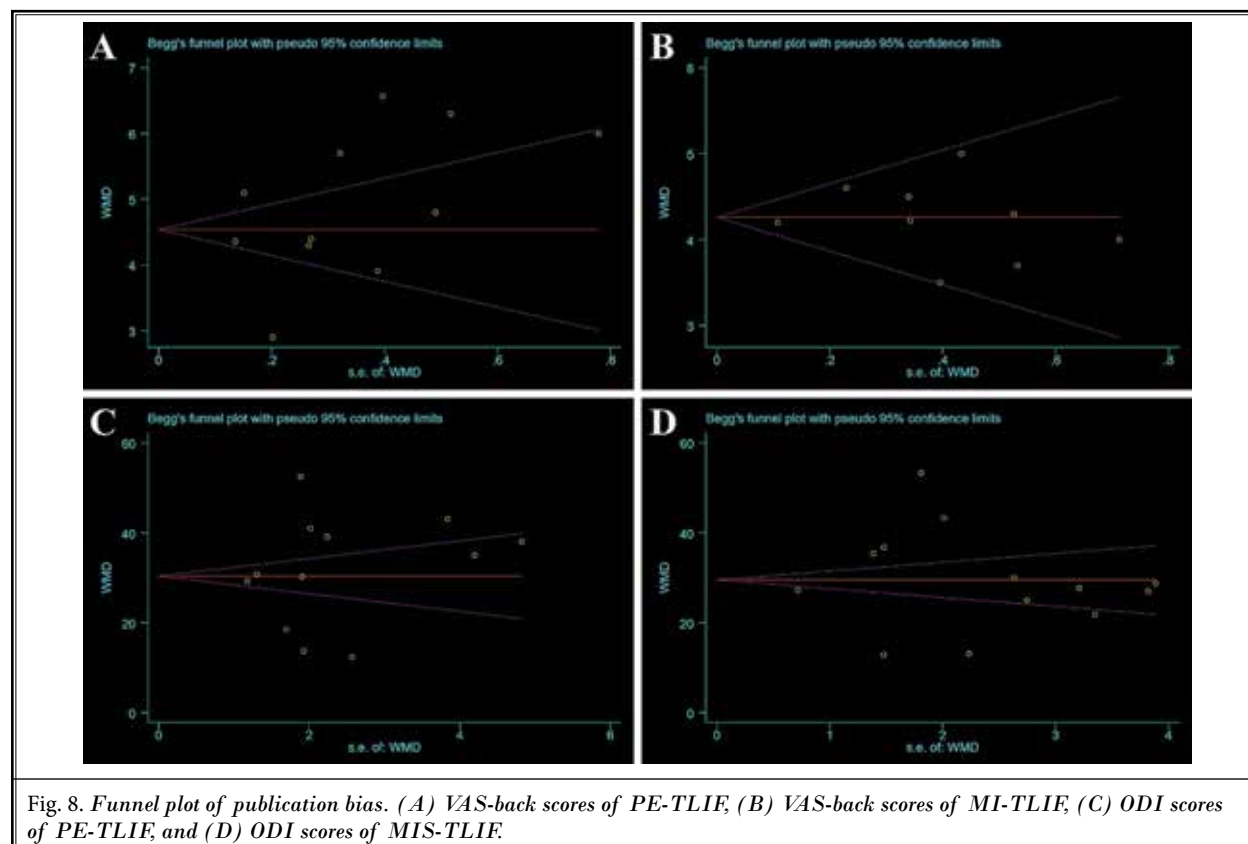 A
Begg's funnel plot with pseudo 95% confidence limits
7
6
5
4
3
WMD
0
.2
.4
.6
.8
s.e. of: WMD
B
Begg's funnel plot with pseudo 95% confidence limits
6
5
4
3
WMD
0
.2
.4
.6
.8
s.e. of: WMD
C
Begg's funnel plot with pseudo 95% confidence limits
60
40
20
0
WMD
0
2
4
6
s.e. of: WMD
D
Begg's funnel plot with pseudo 95% confidence limits
60
40
20
0
WMD
0
1
2
3
4
s.e. of: WMD
Fig. 8. Funnel plot of publication bias. (A) VAS-back scores of PE-TLIF, (B) VAS-back scores of MI-TLIF, (C) ODI scores
of PE-TLIF, and (D) ODI scores of MIS-TLIF.